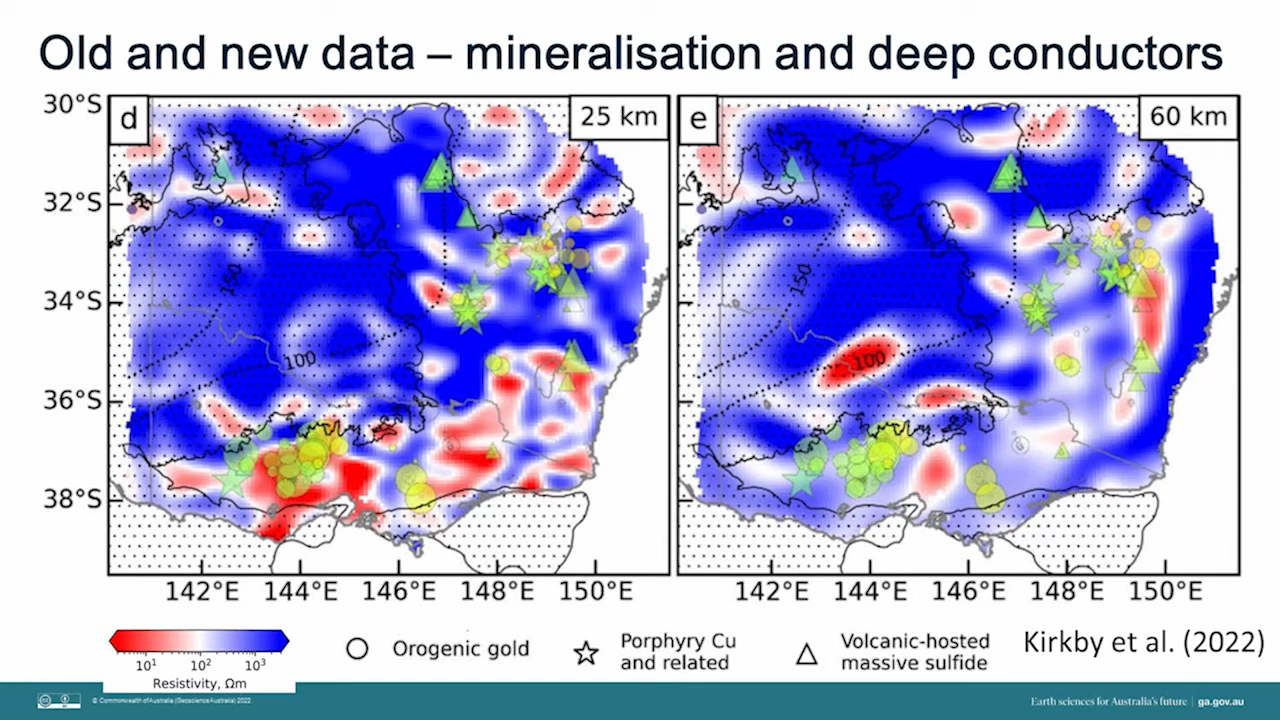 Old and new data – mineralisation and deep conductors
d
25 km
e
60 km
30°S
32°S
34°S
36°S
38°S
150
100
150
100
142°E 144°E 146°E 148°E 150°E
142°E 144°E 146°E 148°E 150°E
10¹ 10² 10³
Resistivity, Ωm
Orogenic gold
Porphyry Cu
and related
Volcanic-hosted
massive sulfide
Kirkby et al. (2022)
© Commonwealth of Australia (Geoscience Australia) 2022
Earth sciences for Australia's future | ga.gov.au